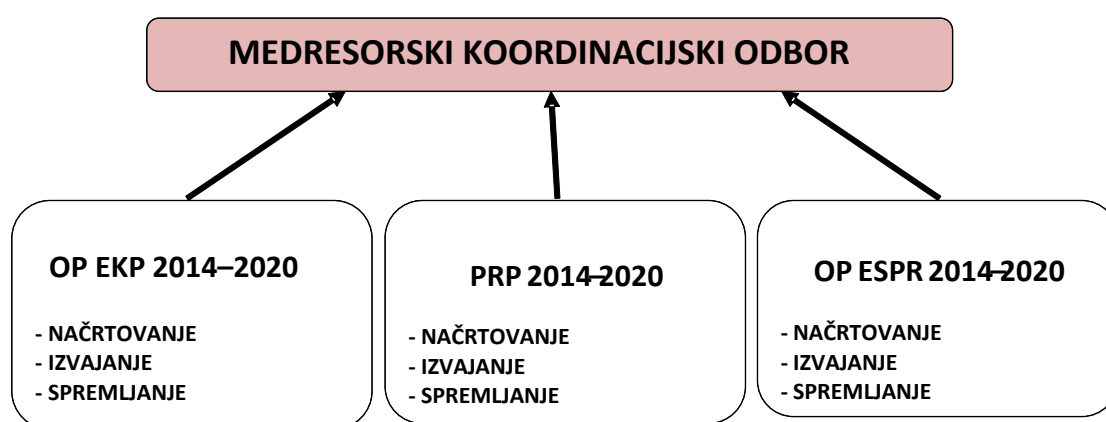 MEDRESORSKI KOORDINACIJSKI ODBOR
OP EKP 2014–2020
- NAČRTOVANJE
- IZVAJANJE
- SPREMLJANJE
PRP 2014–2020
- NAČRTOVANJE
- IZVAJANJE
- SPREMLJANJE
OP ESPR 2014–2020
- NAČRTOVANJE
- IZVAJANJE
- SPREMLJANJE